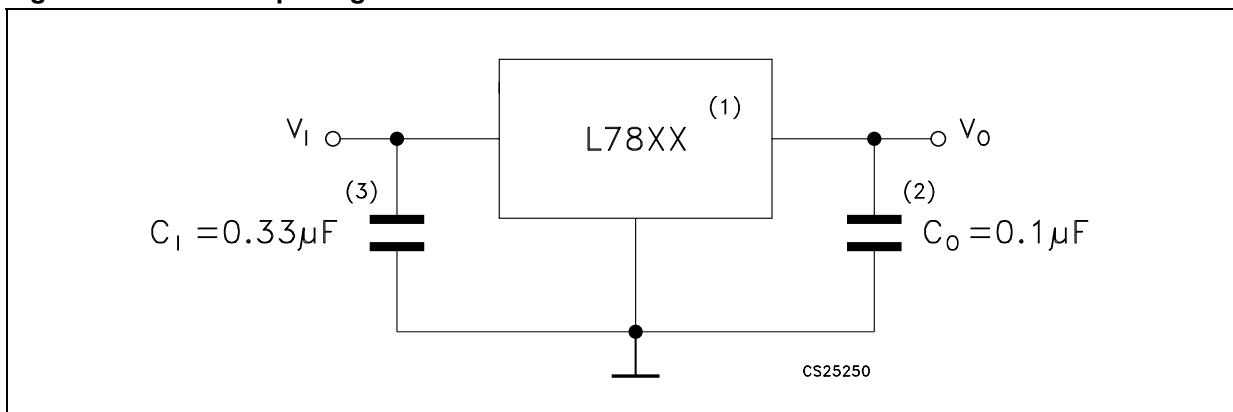 (1)
L78XX
V_I
V_O
(3)
(2)
C_I =0.33µF
C_O =0.1µF
CS25250